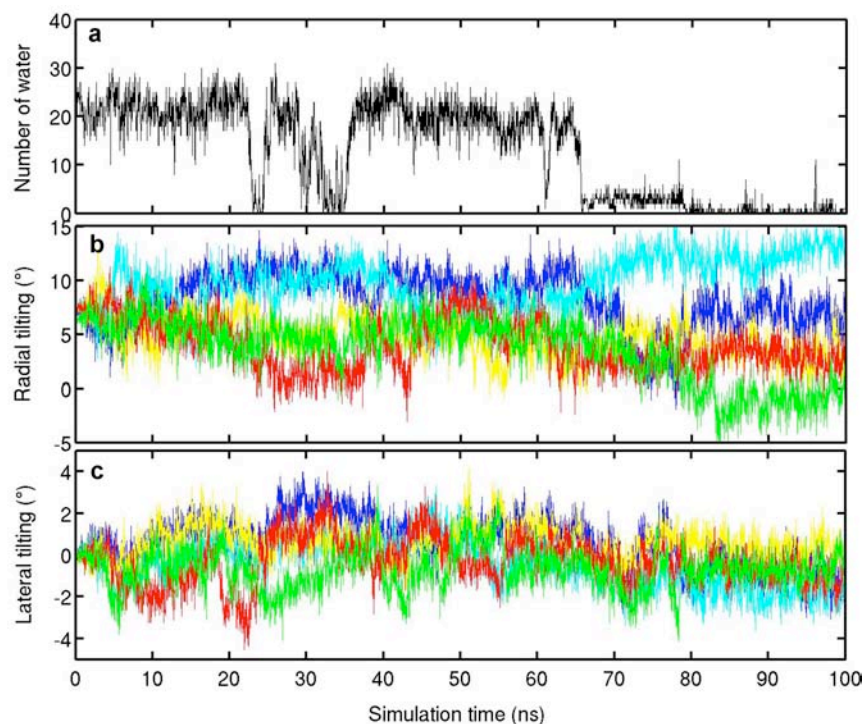 a
40
30
20
10
0
Number of water
b
15
10
5
0
-5
Radial tilting (°)
c
4
2
0
-2
-4
Lateral tilting (°)
0 10 20 30 40 50 60 70 80 90 100
Simulation time (ns)